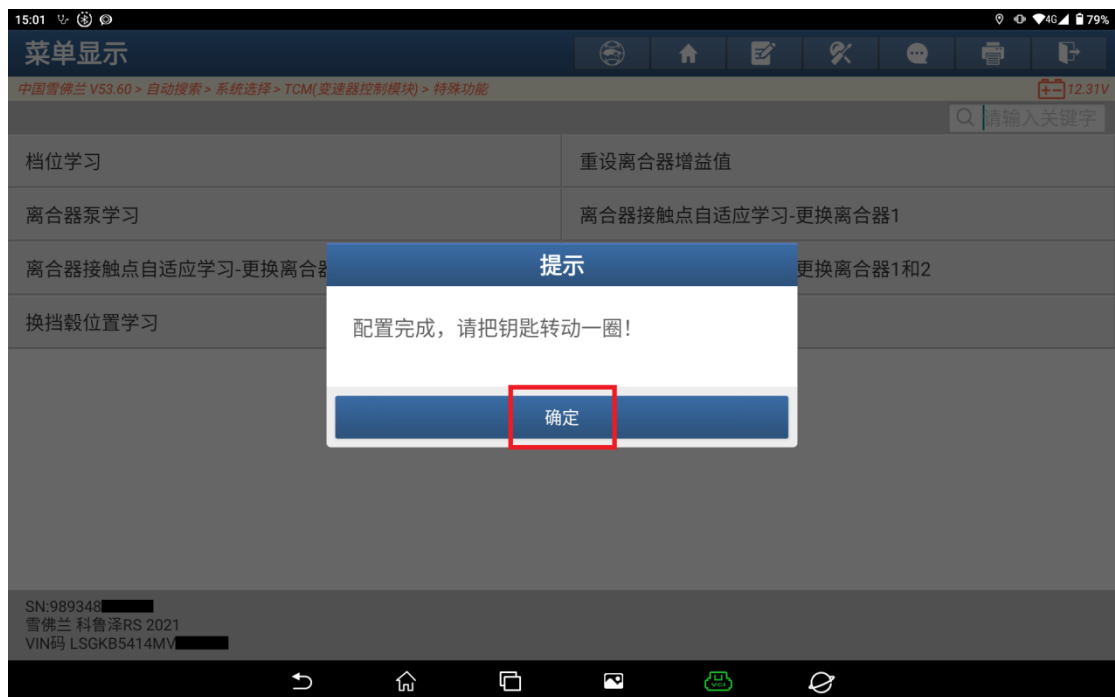 15:01
4G 79%
菜单显示
中国雪佛兰 V53.60 > 自动搜索 > 系统选择 > TCM(变速器控制模块) > 特殊功能
12.31V
请输入关键字
档位学习
重设离合器增益值
离合器泵学习
离合器接触点自适应学习-更换离合器1
离合器接触点自适应学习-更换离合
更换离合器1和2
换挡毂位置学习
提示
配置完成，请把钥匙转动一圈！
确定
SN:989348
雪佛兰 科鲁泽RS 2021
VIN码 LSGKB5414MV
VCI